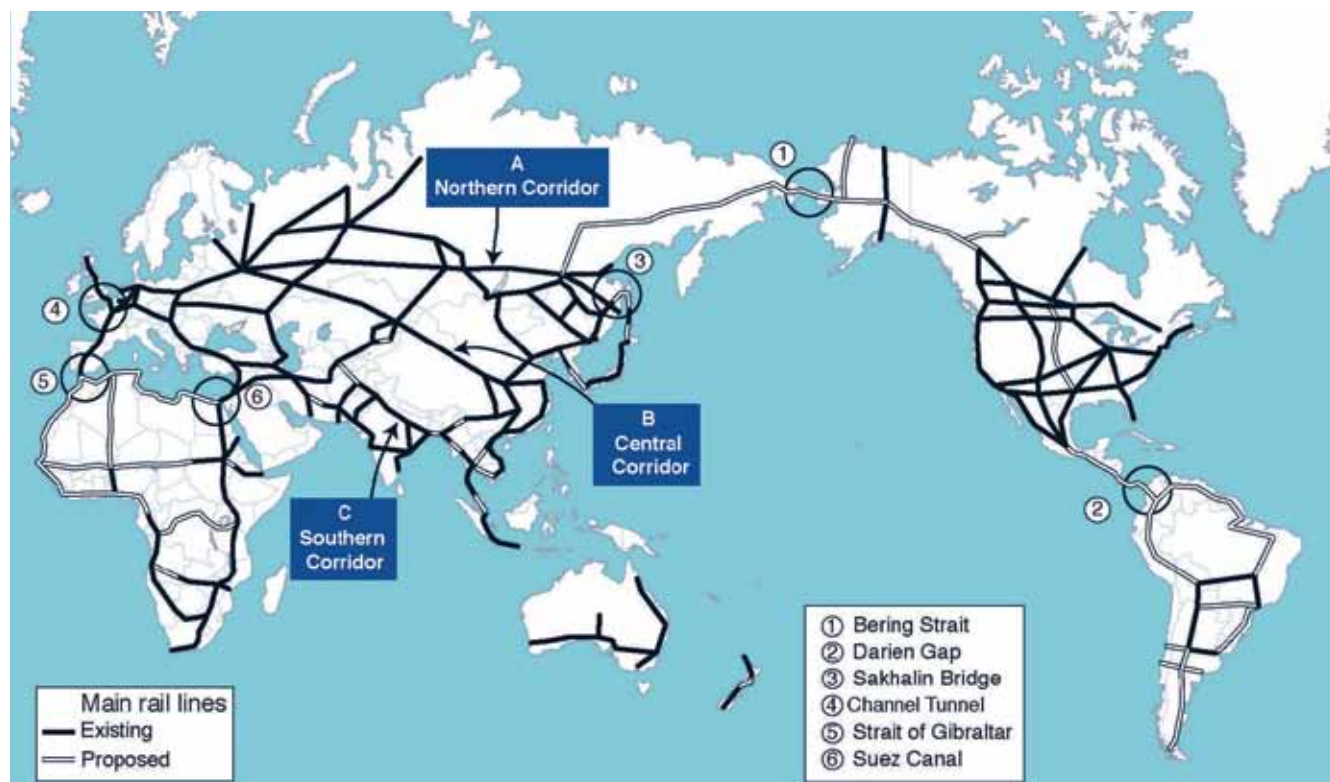 ①
A
Northern Corridor
③
④
⑤
⑥
B
Central
Corridor
C
Southern
Corridor
②
Main rail lines
Existing
Proposed
① Bering Strait
② Darien Gap
③ Sakhalin Bridge
④ Channel Tunnel
⑤ Strait of Gibraltar
⑥ Suez Canal